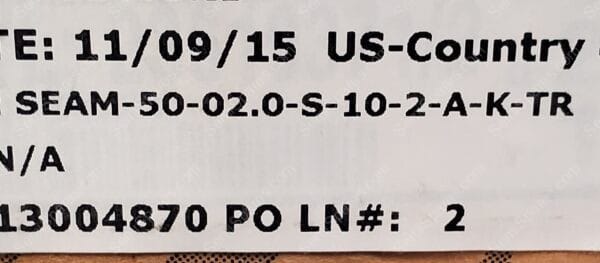 TE: 11/09/15 US-Country
SEAM-50-02.0-S-10-2-A-K-TR
N/A
13004870 PO LN#: 2